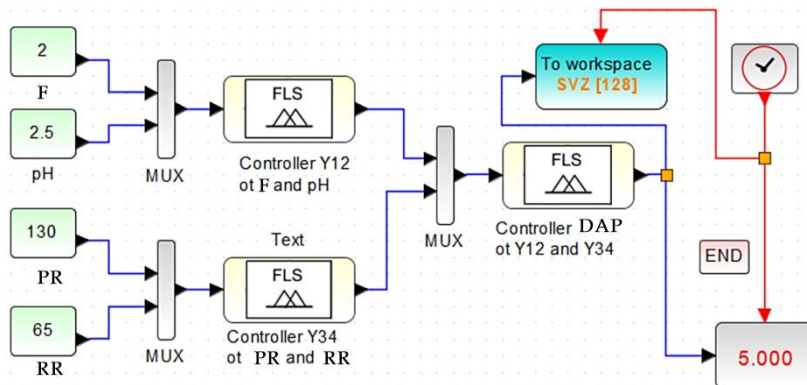 2
F
2.5
pH
MUX
FLS
Controller Y12
ot F and pH
130
PR
65
RR
MUX
Text
FLS
Controller Y34
ot PR and RR
MUX
FLS
Controller DAP
ot Y12 and Y34
To workspace
SVZ [128]
END
5.000